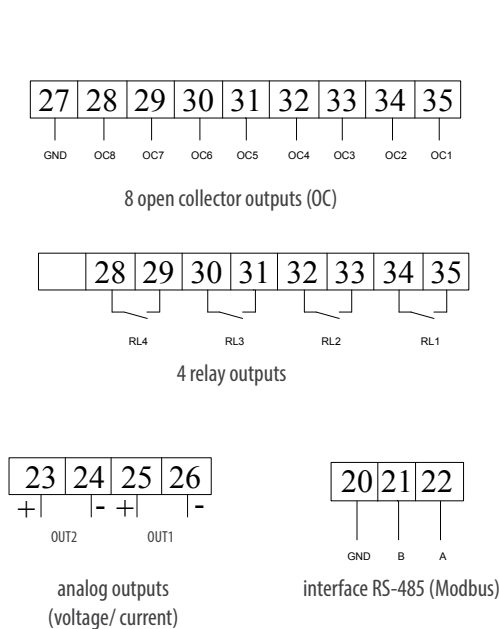 27 28 29 30 31 32 33 34 35
GND OC8 OC7 OC6 OC5 OC4 OC3 OC2 OC1
8 open collector outputs (OC)
28 29 30 31 32 33 34 35
RL4 RL3 RL2 RL1
4 relay outputs
23 24 25 26
+ - + -
OUT2 OUT1
analog outputs
(voltage/ current)
20 21 22
GND B A
interface RS-485 (Modbus)